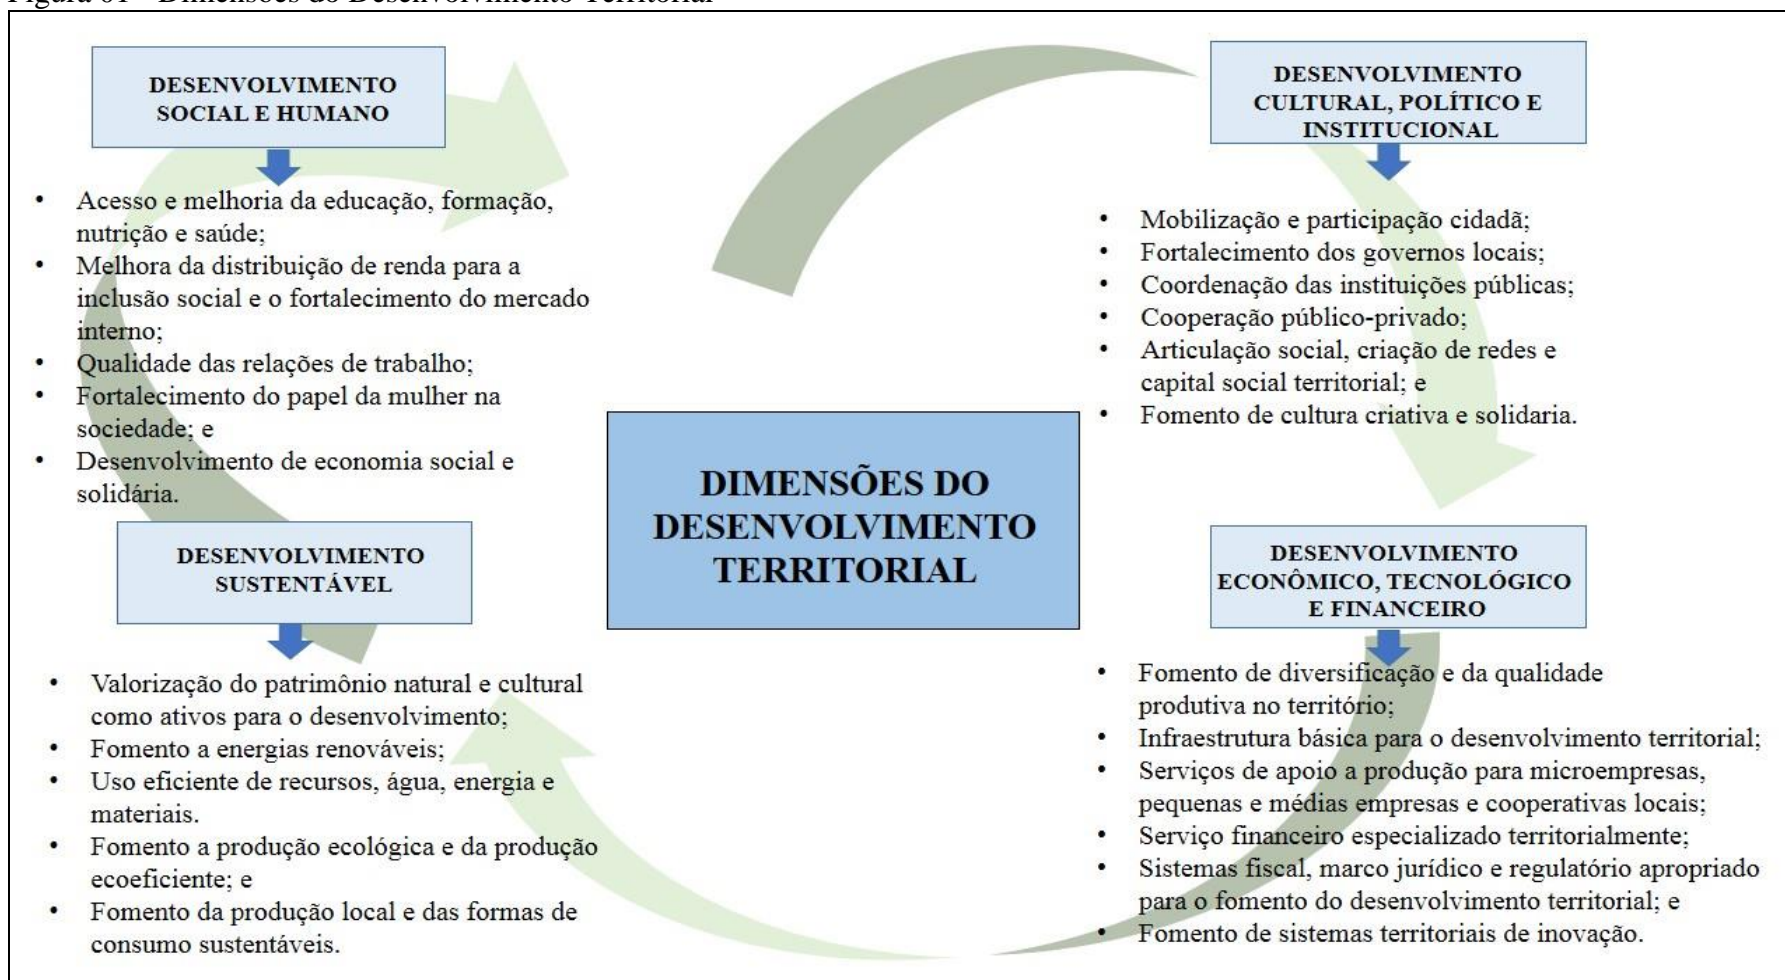 Figura 01 - Dimensões do Desenvolvimento Territorial
DESENVOLVIMENTO
SOCIAL E HUMANO
• Acesso e melhoria da educação, formação,
nutrição e saúde;
• Melhora da distribuição de renda para a
inclusão social e o fortalecimento do mercado
interno;
• Qualidade das relações de trabalho;
• Fortalecimento do papel da mulher na
sociedade; e
• Desenvolvimento de economia social e
solidária.
DESENVOLVIMENTO
CULTURAL, POLÍTICO E
INSTITUCIONAL
• Mobilização e participação cidadã;
• Fortalecimento dos governos locais;
• Coordenação das instituições públicas;
• Cooperação público-privado;
• Articulação social, criação de redes e
capital social territorial; e
• Fomento de cultura criativa e solidaria.
DIMENSÕES DO
DESENVOLVIMENTO
TERRITORIAL
DESENVOLVIMENTO
SUSTENTÁVEL
• Valorização do patrimônio natural e cultural
como ativos para o desenvolvimento;
• Fomento a energias renováveis;
• Uso eficiente de recursos, água, energia e
materiais.
• Fomento a produção ecológica e da produção
ecoeficiente; e
• Fomento da produção local e das formas de
consumo sustentáveis.
DESENVOLVIMENTO
ECONÔMICO, TECNOLÓGICO
E FINANCEIRO
• Fomento de diversificação e da qualidade
produtiva no território;
• Infraestrutura básica para o desenvolvimento territorial;
• Serviços de apoio a produção para microempresas,
pequenas e médias empresas e cooperativas locais;
• Serviço financeiro especializado territorialmente;
• Sistemas fiscal, marco jurídico e regulatório apropriado
para o fomento do desenvolvimento territorial; e
• Fomento de sistemas territoriais de inovação.